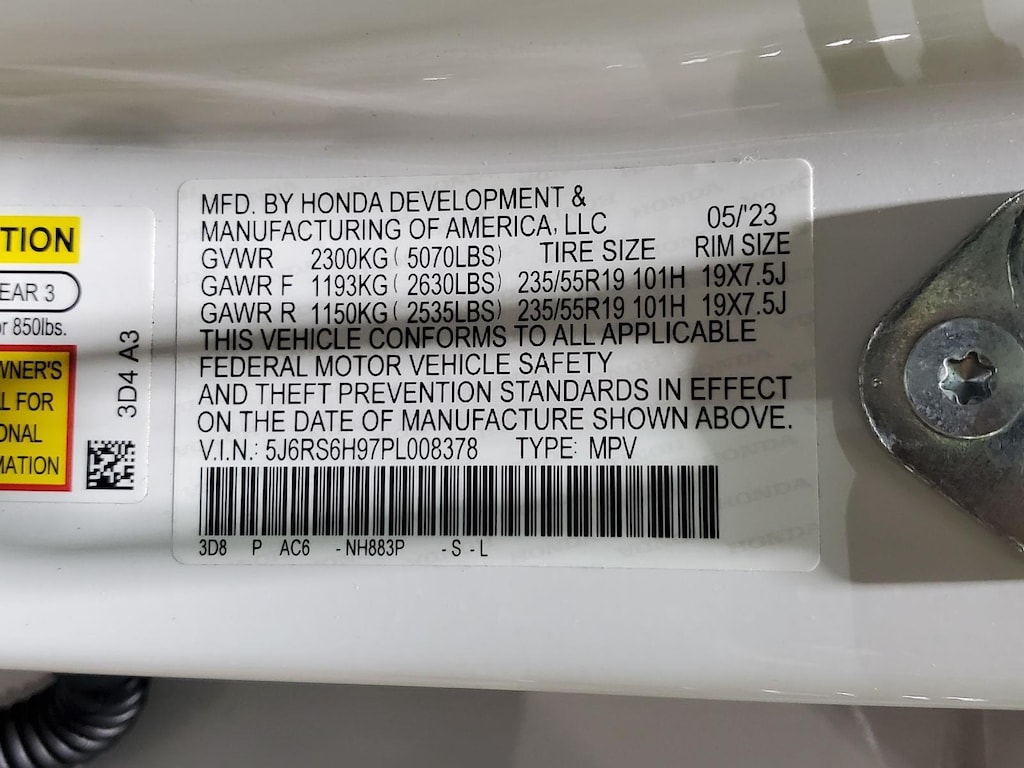 MFD. BY HONDA DEVELOPMENT &
MANUFACTURING OF AMERICA, LLC 05/'23
GVWR 2300KG ( 5070LBS) TIRE SIZE RIM SIZE
GAWR F 1193KG ( 2630LBS) 235/55R19 101H 19X7.5J
GAWR R 1150KG ( 2535LBS) 235/55R19 101H 19X7.5J
THIS VEHICLE CONFORMS TO ALL APPLICABLE
FEDERAL MOTOR VEHICLE SAFETY
AND THEFT PREVENTION STANDARDS IN EFFECT
ON THE DATE OF MANUFACTURE SHOWN ABOVE.
V.I.N.: 5J6RS6H97PL008378 TYPE: MPV
3D8 P AC6 - NH883P - S - L
TION
EAR 3
or 850lbs.
WNER'S
L FOR
ONAL
MATION
3D4 A3